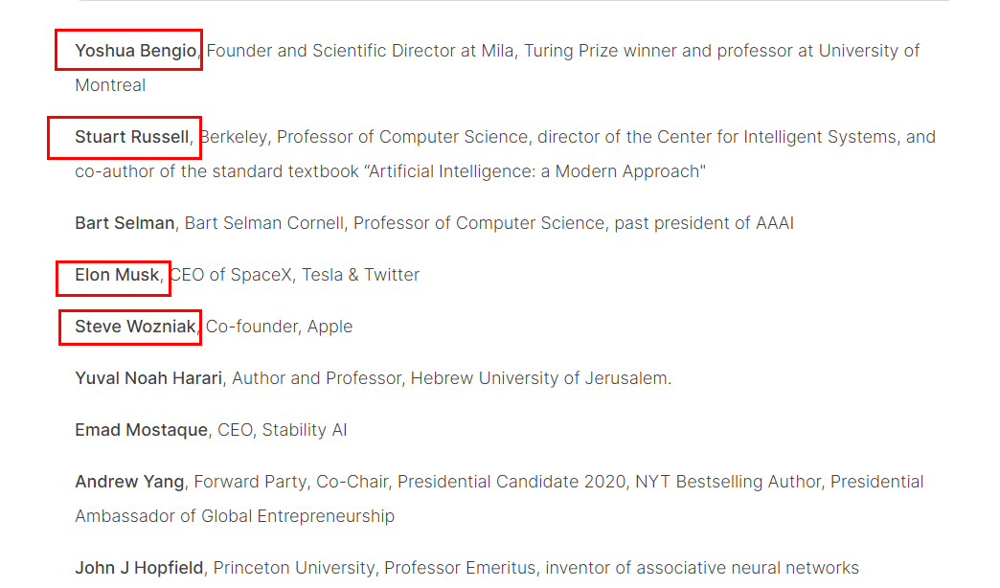 Yoshua Bengio, Founder and Scientific Director at Mila, Turing Prize winner and professor at University of
Montreal
Stuart Russell, Berkeley, Professor of Computer Science, director of the Center for Intelligent Systems, and
co-author of the standard textbook “Artificial Intelligence: a Modern Approach"
Bart Selman, Bart Selman Cornell, Professor of Computer Science, past president of AAAI
Elon Musk, CEO of SpaceX, Tesla & Twitter
Steve Wozniak, Co-founder, Apple
Yuval Noah Harari, Author and Professor, Hebrew University of Jerusalem.
Emad Mostaque, CEO, Stability AI
Andrew Yang, Forward Party, Co-Chair, Presidential Candidate 2020, NYT Bestselling Author, Presidential
Ambassador of Global Entrepreneurship
John J Hopfield, Princeton University, Professor Emeritus, inventor of associative neural networks